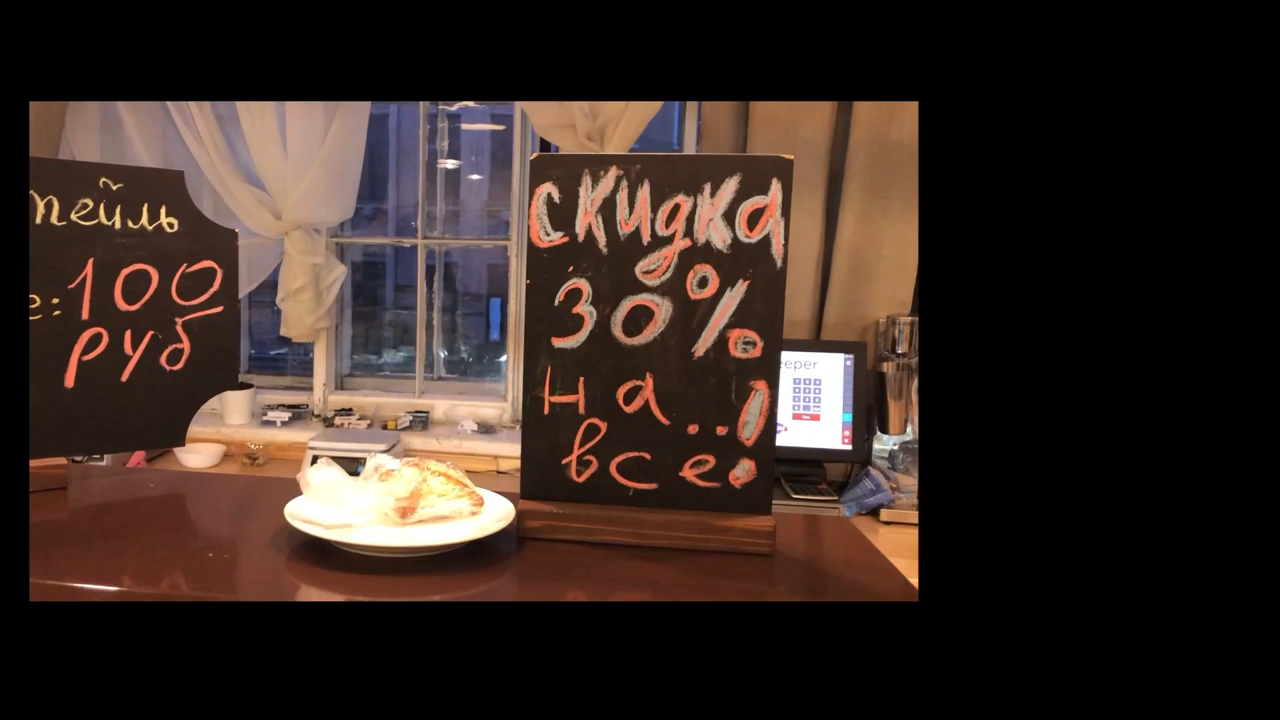 тейль
е: 100
руб
скидка
30%
на..!
все
eeper